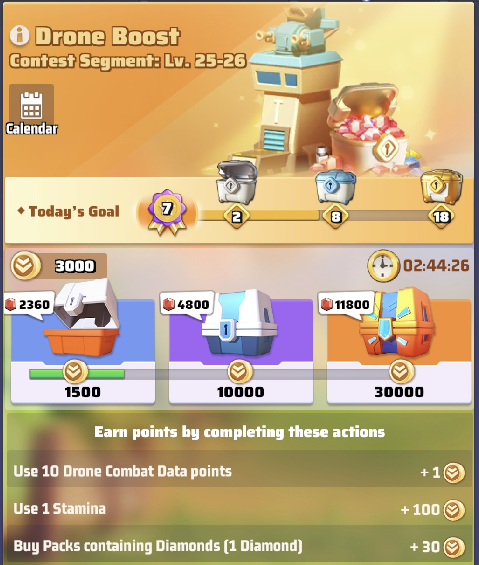 Drone Boost
Contest Segment: Lv. 25-26
Calendar
Today's Goal
7
2
8
18
3000
02:44:26
2360
4800
11800
1
1500
10000
30000
Earn points by completing these actions
Use 10 Drone Combat Data points
+ 1
Use 1 Stamina
+ 100
Buy Packs containing Diamonds (1 Diamond)
+ 30